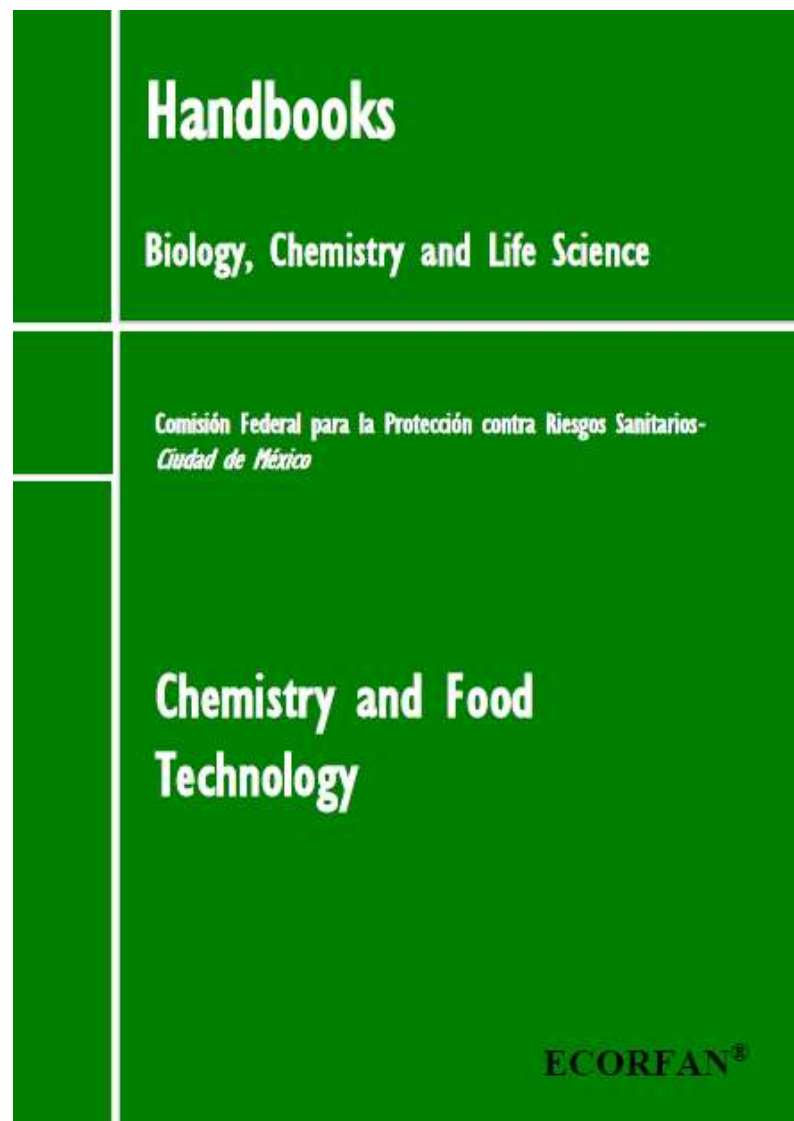 Handbooks
Biology, Chemistry and Life Science
Comisión Federal para la Protección contra Riesgos Sanitarios-
Ciudad de México
Chemistry and Food
Technology
ECORFAN®